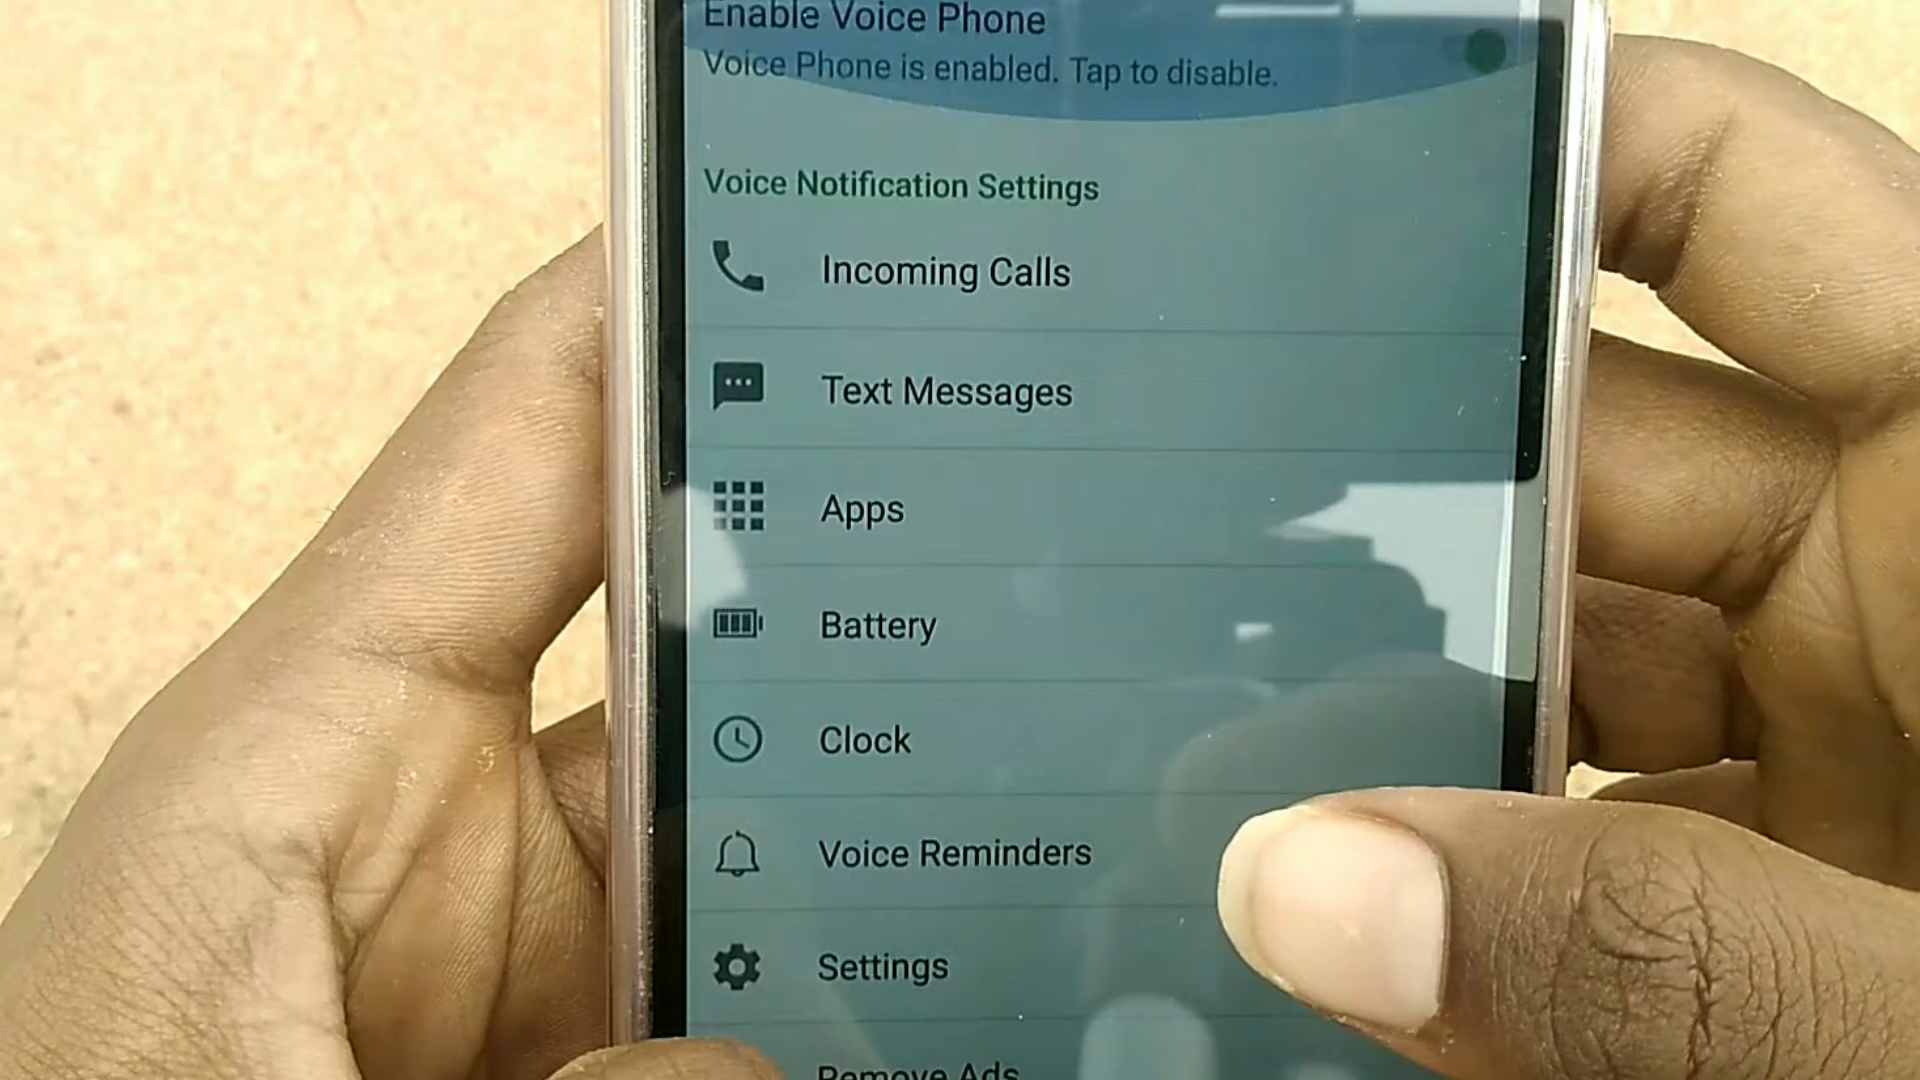 Enable Voice Phone
Voice Phone is enabled. Tap to disable.
Voice Notification Settings
Incoming Calls
Text Messages
Apps
Battery
Clock
Voice Reminders
Settings
Remove Ads